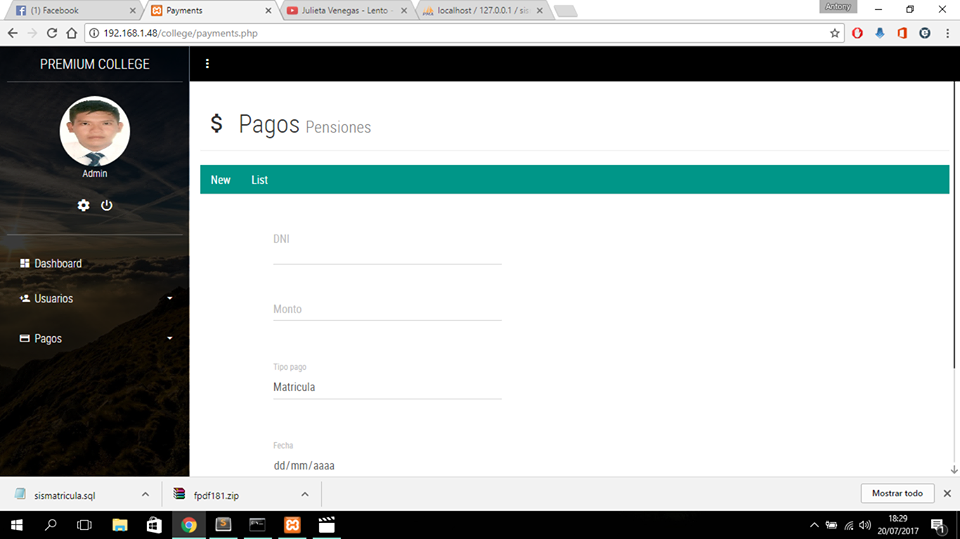 (1) Facebook
Payments
Julieta Venegas - Lento -
localhost / 127.0.0.1 / sis
Antony
192.168.1.48/college/payments.php
PREMIUM COLLEGE
Admin
Dashboard
Usuarios
Pagos
$ Pagos Pensiones
New List
DNI
Monto
Tipo pago
Matricula
Fecha
dd/mm/aaaa
sismatricula.sql
fpdf181.zip
Mostrar todo
18:29
20/07/2017
1